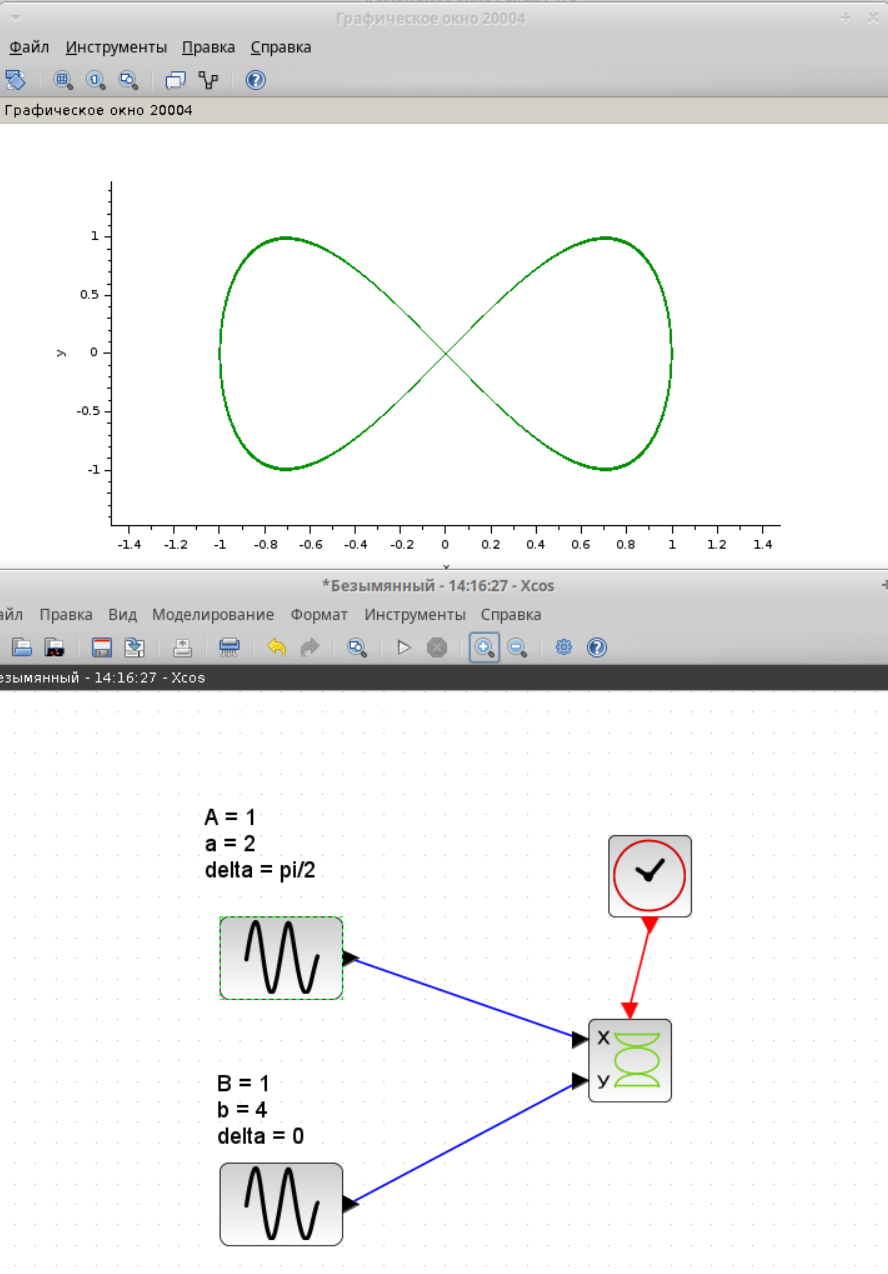 Графическое окно 20004
Файл Инструменты Правка Справка
Графическое окно 20004
1
0.5
y 0
-0.5
-1
-1.4 -1.2 -1 -0.8 -0.6 -0.4 -0.2 0 0.2 0.4 0.6 0.8 1 1.2 1.4
*Безымянный - 14:16:27 - Xcos
айл Правка Вид Моделирование Формат Инструменты Справка
езымянный - 14:16:27 - Xcos
A = 1
a = 2
delta = pi/2
X
y
B = 1
b = 4
delta = 0